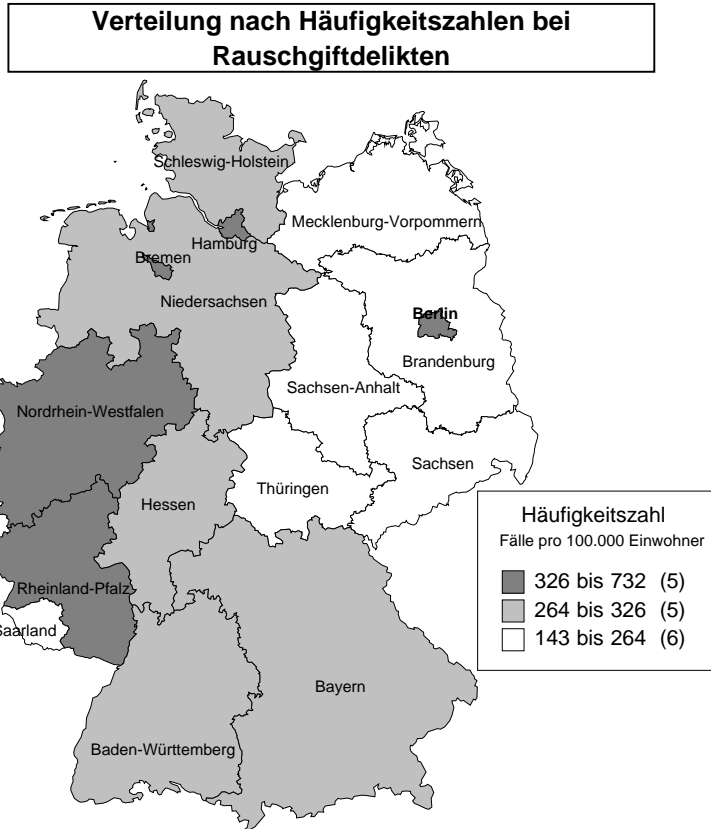 Verteilung nach Häufigkeitszahlen bei
Rauschgiftdelikten
Schleswig-Holstein
Mecklenburg-Vorpommern
Hamburg
Bremen
Niedersachsen
Berlin
Brandenburg
Sachsen-Anhalt
Nordrhein-Westfalen
Sachsen
Thüringen
Hessen
Häufigkeitszahl
Fälle pro 100.000 Einwohner
326 bis 732 (5)
264 bis 326 (5)
143 bis 264 (6)
Rheinland-Pfalz
Saarland
Bayern
Baden-Württemberg